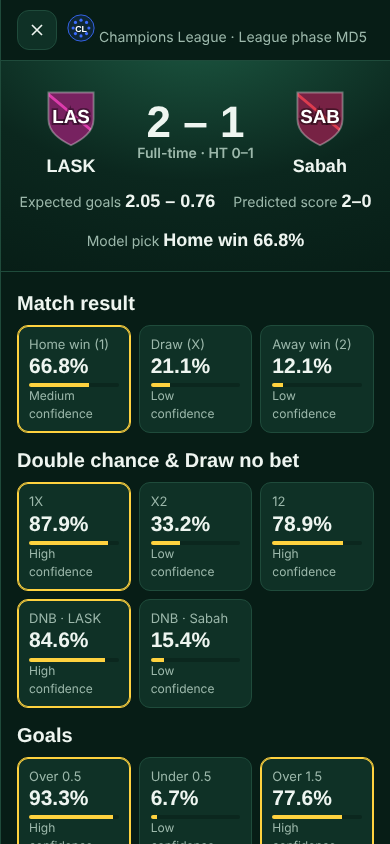 CL
Champions League · League phase MD5
LAS
2 – 1
SAB
Full-time · HT 0–1
LASK
Sabah
Expected goals 2.05 – 0.76
Predicted score 2–0
Model pick Home win 66.8%
Match result
Home win (1)
66.8%
Medium
confidence
Draw (X)
21.1%
Low
confidence
Away win (2)
12.1%
Low
confidence
Double chance & Draw no bet
1X
87.9%
High
confidence
X2
33.2%
Low
confidence
12
78.9%
High
confidence
DNB · LASK
84.6%
High
confidence
DNB · Sabah
15.4%
Low
confidence
Goals
Over 0.5
93.3%
High
confidence
Under 0.5
6.7%
Low
confidence
Over 1.5
77.6%
High
confidence